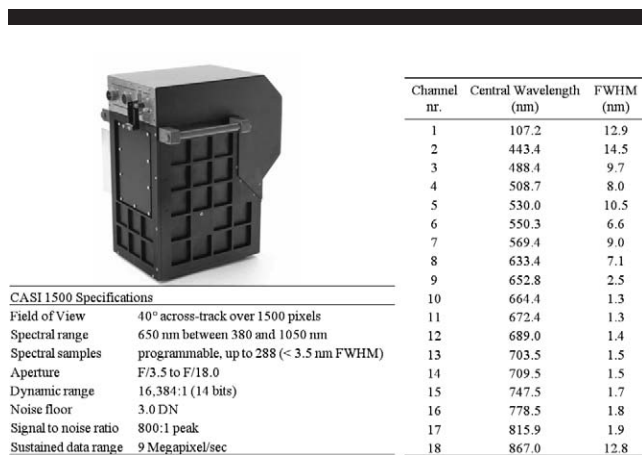 CASI 1500 Specifications
Field of View 40° across-track over 1500 pixels
Spectral range 650 nm between 380 and 1050 nm
Spectral samples programmable, up to 288 (< 3.5 nm FWHM)
Aperture F/3.5 to F/18.0
Dynamic range 16,384:1 (14 bits)
Noise floor 3.0 DN
Signal to noise ratio 800:1 peak
Sustained data range 9 Megapixel/sec
Channel nr. Central Wavelength (nm) FWHM (nm)
1 107.2 12.9
2 443.4 14.5
3 488.4 9.7
4 508.7 8.0
5 530.0 10.5
6 550.3 6.6
7 569.4 9.0
8 633.4 7.1
9 652.8 2.5
10 664.4 1.3
11 672.4 1.3
12 689.0 1.4
13 703.5 1.5
14 709.5 1.5
15 747.5 1.7
16 778.5 1.8
17 815.9 1.9
18 867.0 12.8